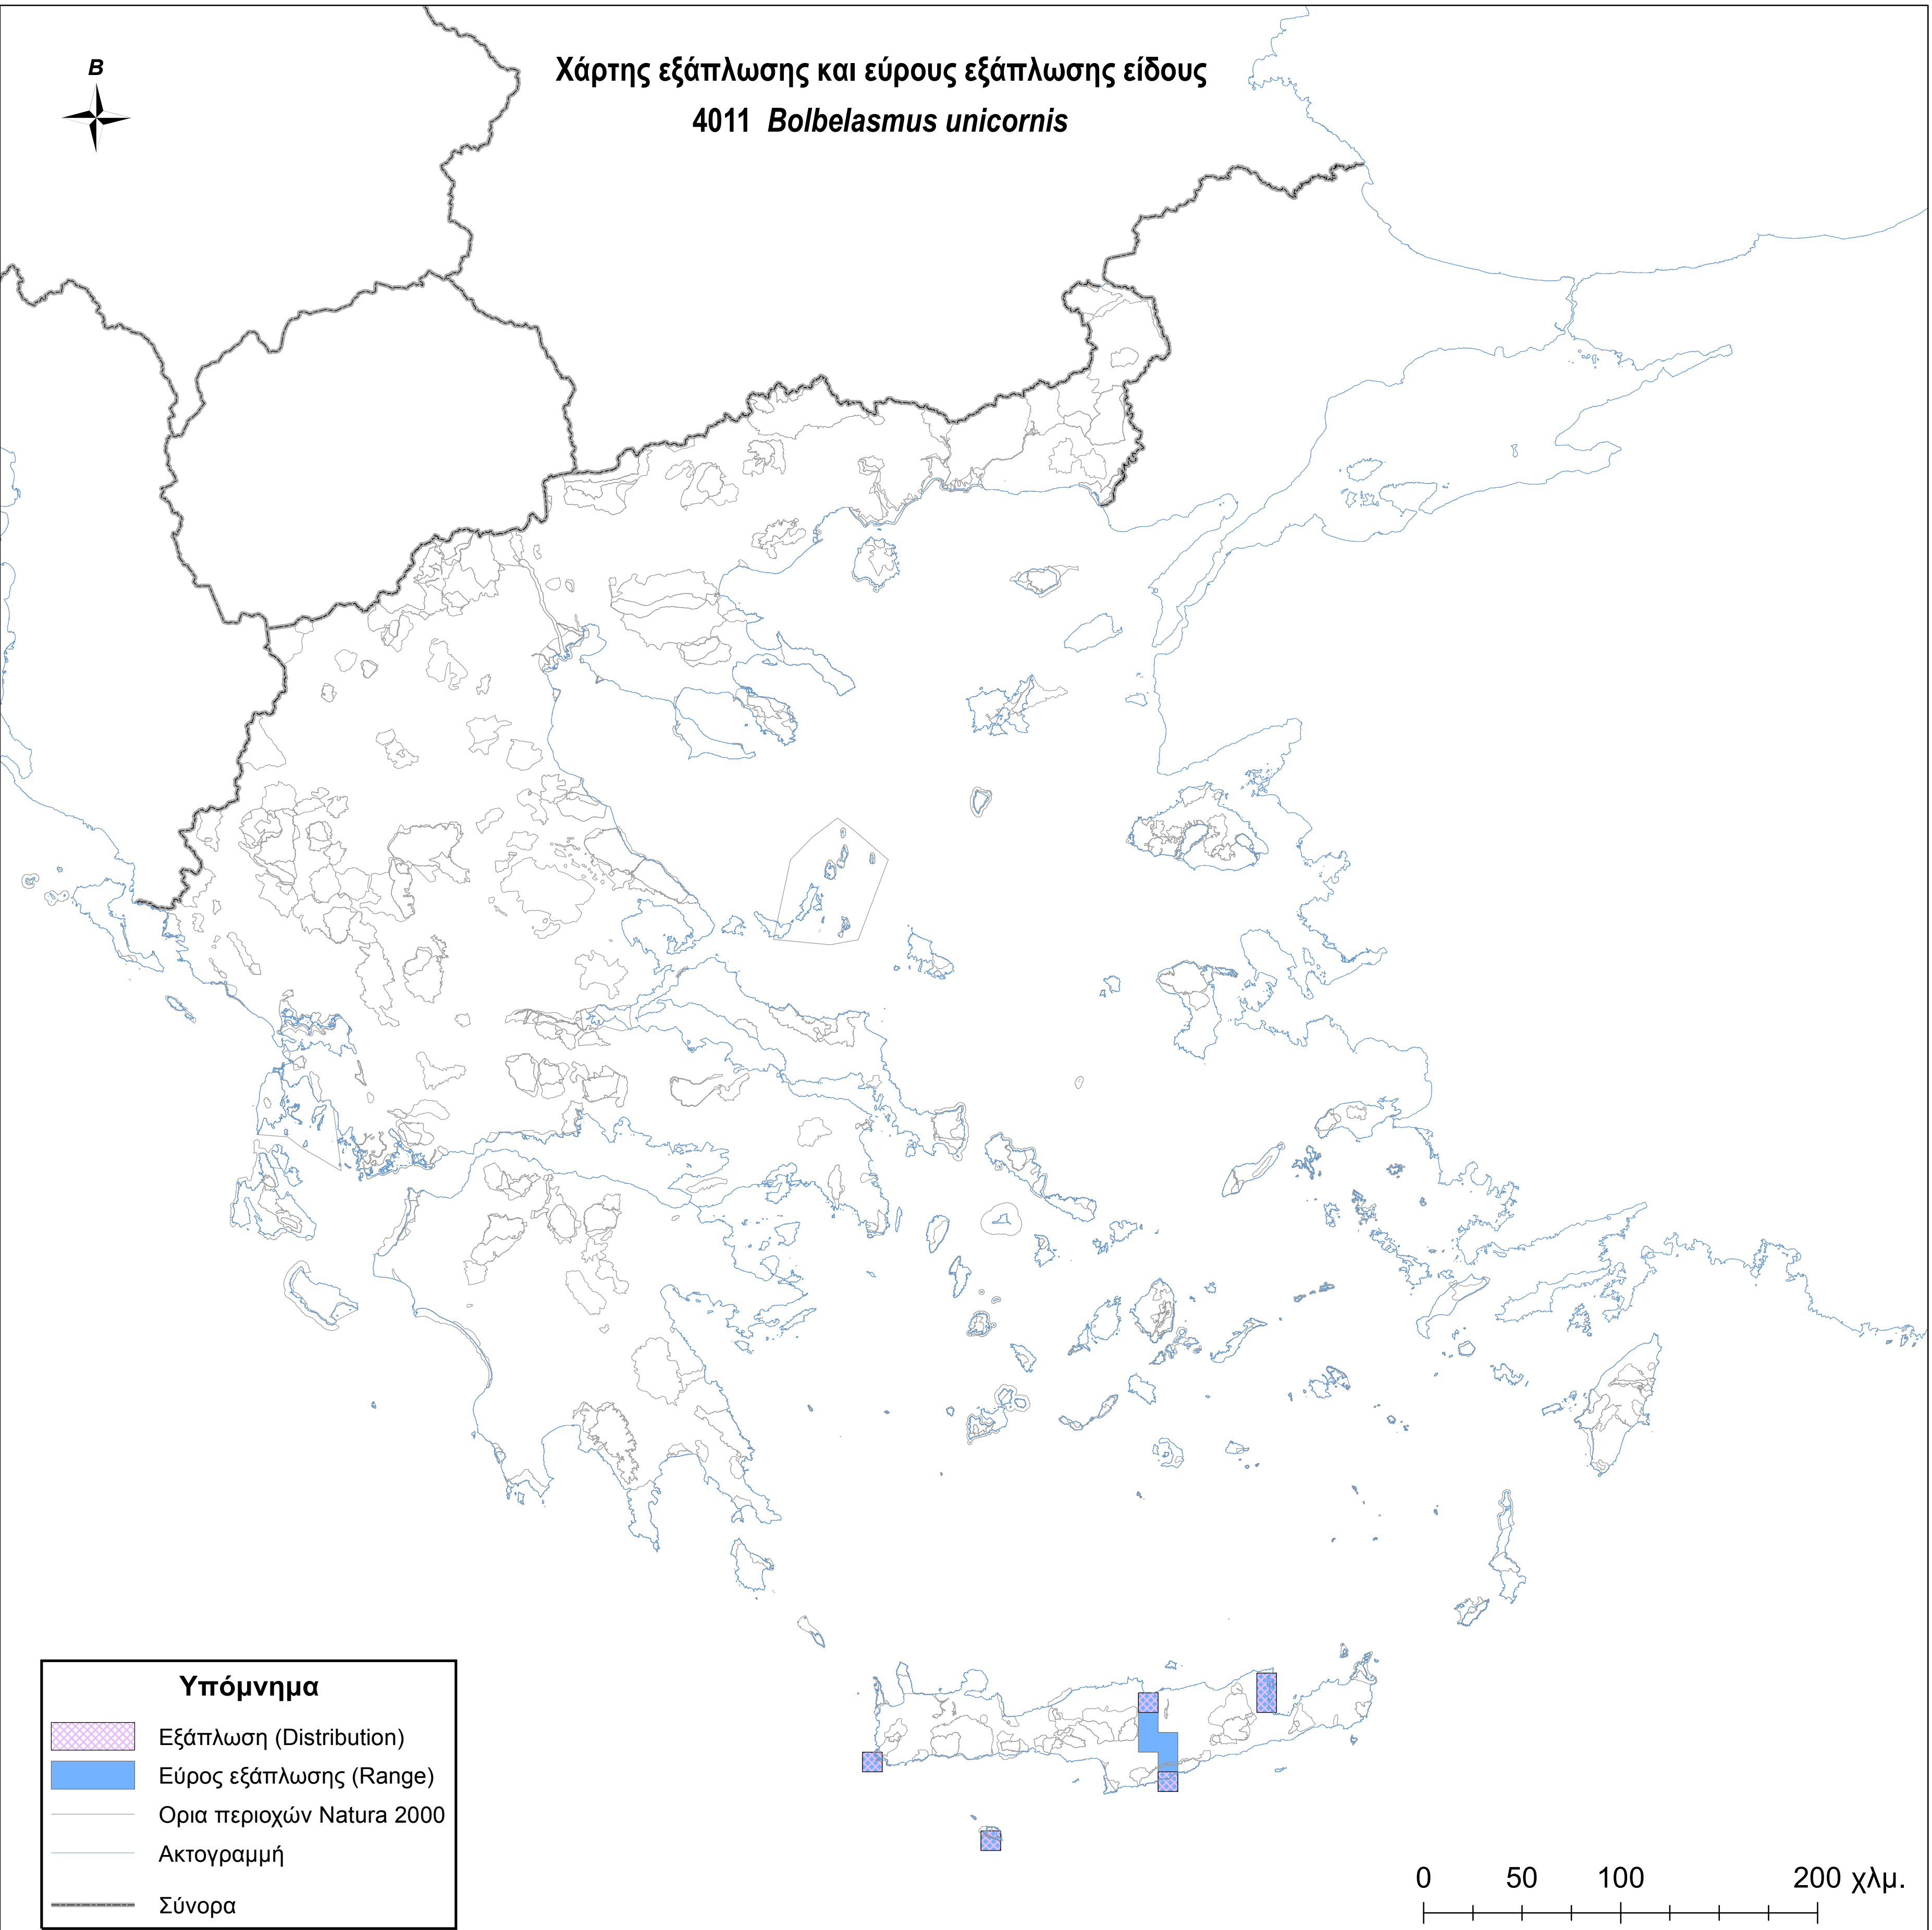 Β
Χάρτης εξάπλωσης και εύρους εξάπλωσης είδους
4011 Bolbelasmus unicornis
Υπόμνημα
Εξάπλωση (Distribution)
Εύρος εξάπλωσης (Range)
Ορια περιοχών Natura 2000
Ακτογραμμή
Σύνορα
0 50 100 200 χλμ.